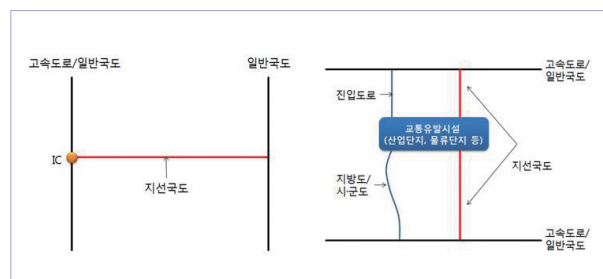 고속도로/일반국도
일반국도
IC
지선국도
고속도로/
일반국도
진입도로
교통유발시설
(산업단지, 물류단지 등)
지선국도
지방도/
시·군도
고속도로/
일반국도